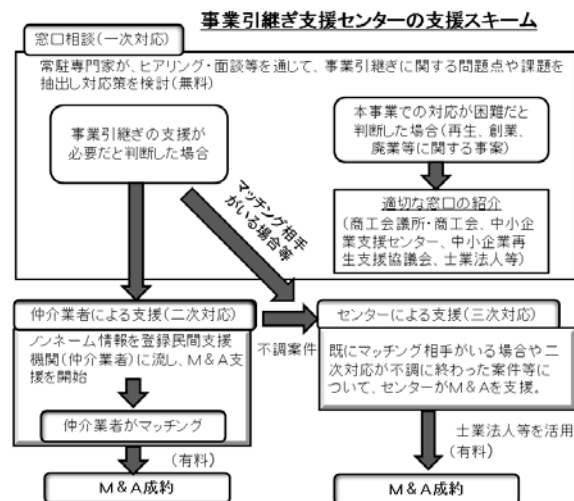 事業引継ぎ支援センターの支援スキーム
窓口相談(一次対応)
常駐専門家が、ヒアリング・面談等を通じて、事業引継ぎに関する問題点や課題を
抽出し対応策を検討(無料)
事業引継ぎの支援が
必要だと判断した場合
本事業での対応が困難だと
判断した場合(再生、創業、
廃業等に関する事案)
マッチング相手
がいる場合等
適切な窓口の紹介
(商工会議所・商工会、中小企
業支援センター、中小企業再
生支援協議会、士業法人等)
仲介業者による支援(二次対応)
ノンネーム情報を登録民間支援
機関(仲介業者)に流し、M&A支
援を開始
仲介業者がマッチング
(有料)
M&A成約
不調案件
センターによる支援(三次対応)
既にマッチング相手がいる場合や二
次対応が不調に終わった案件等に
ついて、センターがM&Aを支援。
士業法人等を活用
(有料)
M&A成約